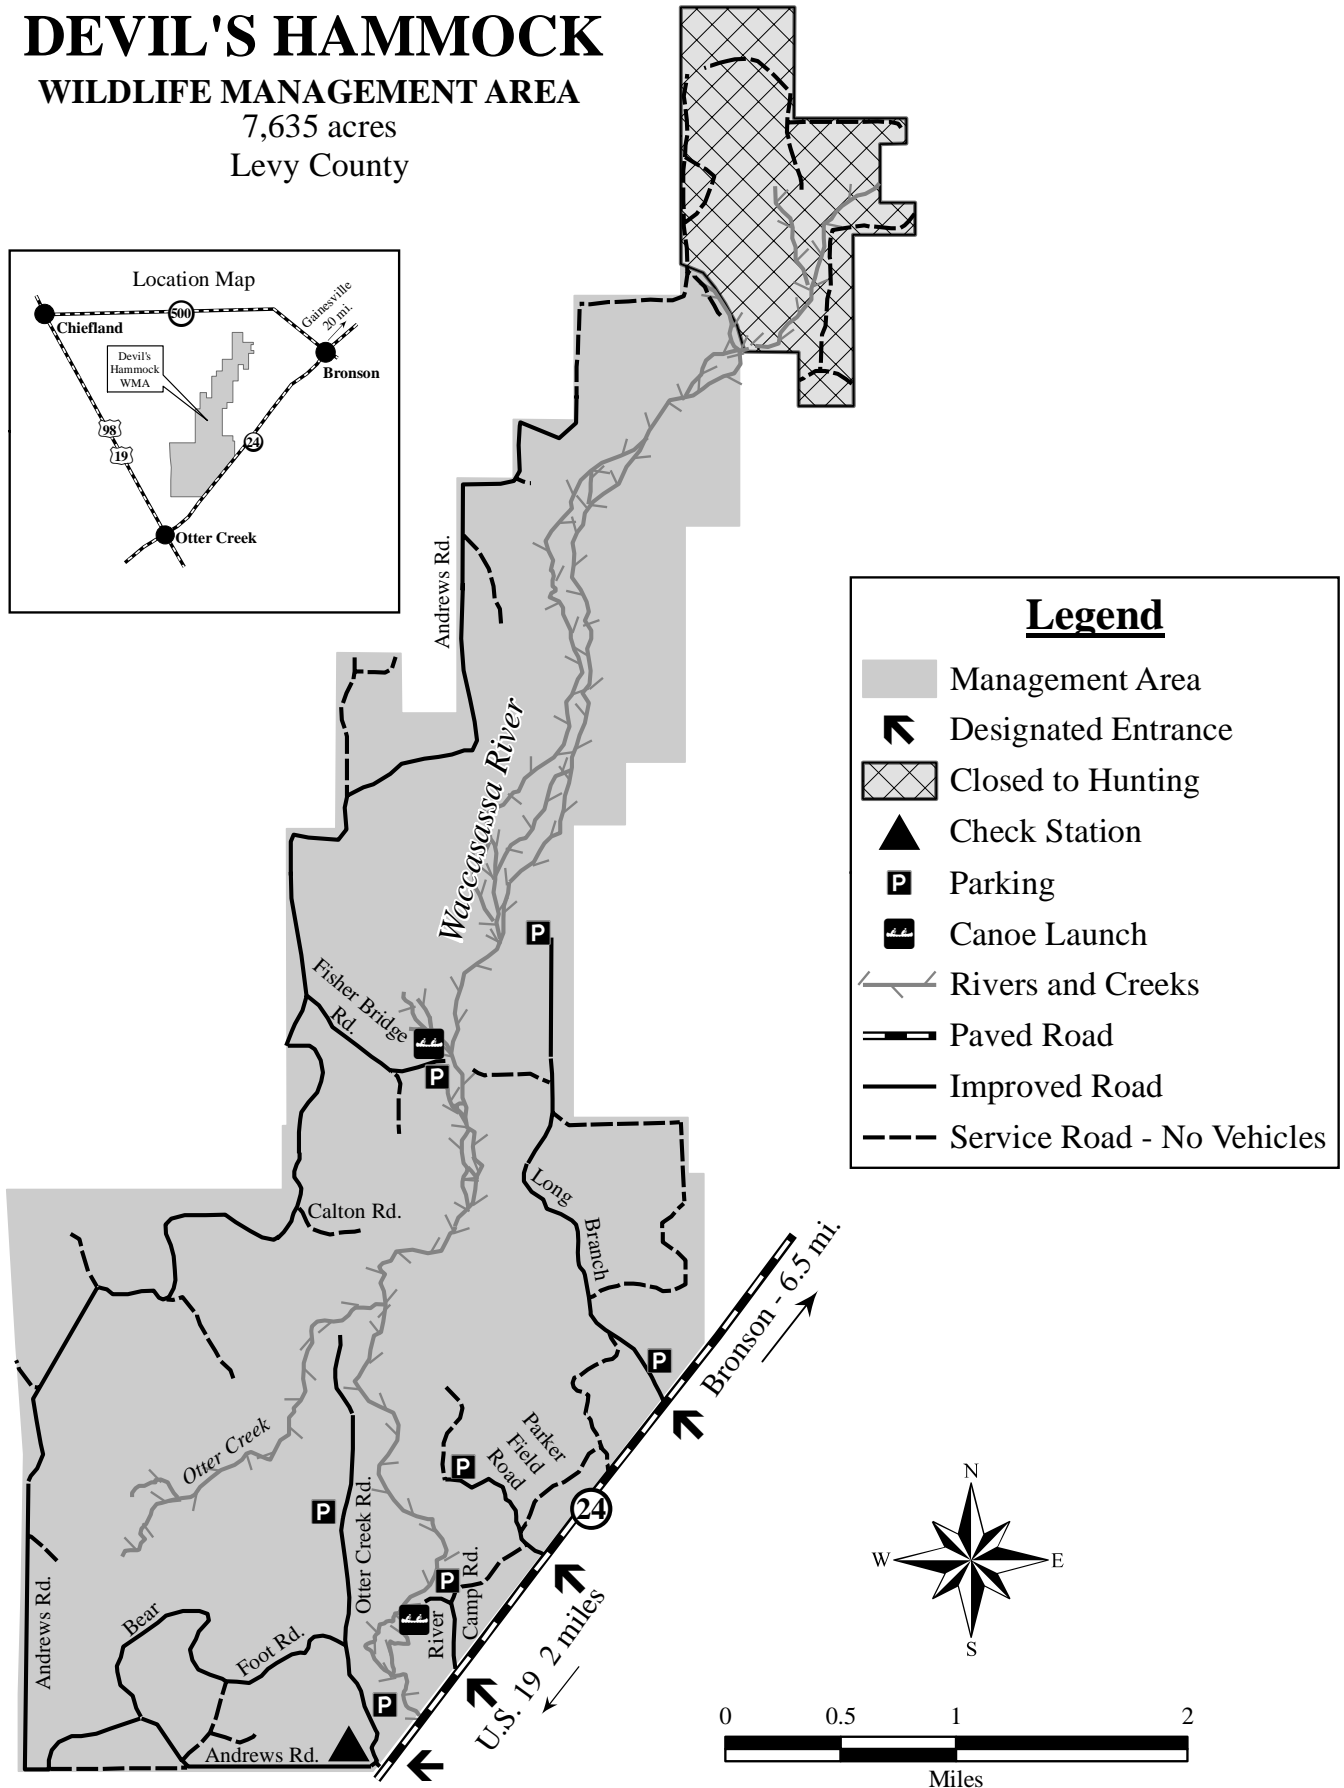 DEVIL'S HAMMOCK
WILDLIFE MANAGEMENT AREA
7,635 acres
Levy County
Location Map
Chiefland
500
Gainesville
20 mi.
Bronson
Devil's
Hammock
WMA
98
19
24
Otter Creek
Andrews Rd.
Waccasassa River
P
Fisher Bridge
Rd.
P
Calton Rd.
Long
Branch
P
Bronson - 6.5 mi.
Otter Creek
P
Parker
Field
Road
24
P
Otter Creek Rd.
P
River
Camp Rd.
Andrews Rd.
Bear
Foot Rd.
P
Andrews Rd.
U.S. 19 2 miles
Legend
Management Area
Designated Entrance
Closed to Hunting
Check Station
P Parking
Canoe Launch
Rivers and Creeks
Paved Road
Improved Road
Service Road - No Vehicles
N
W E
S
0 0.5 1 2
Miles